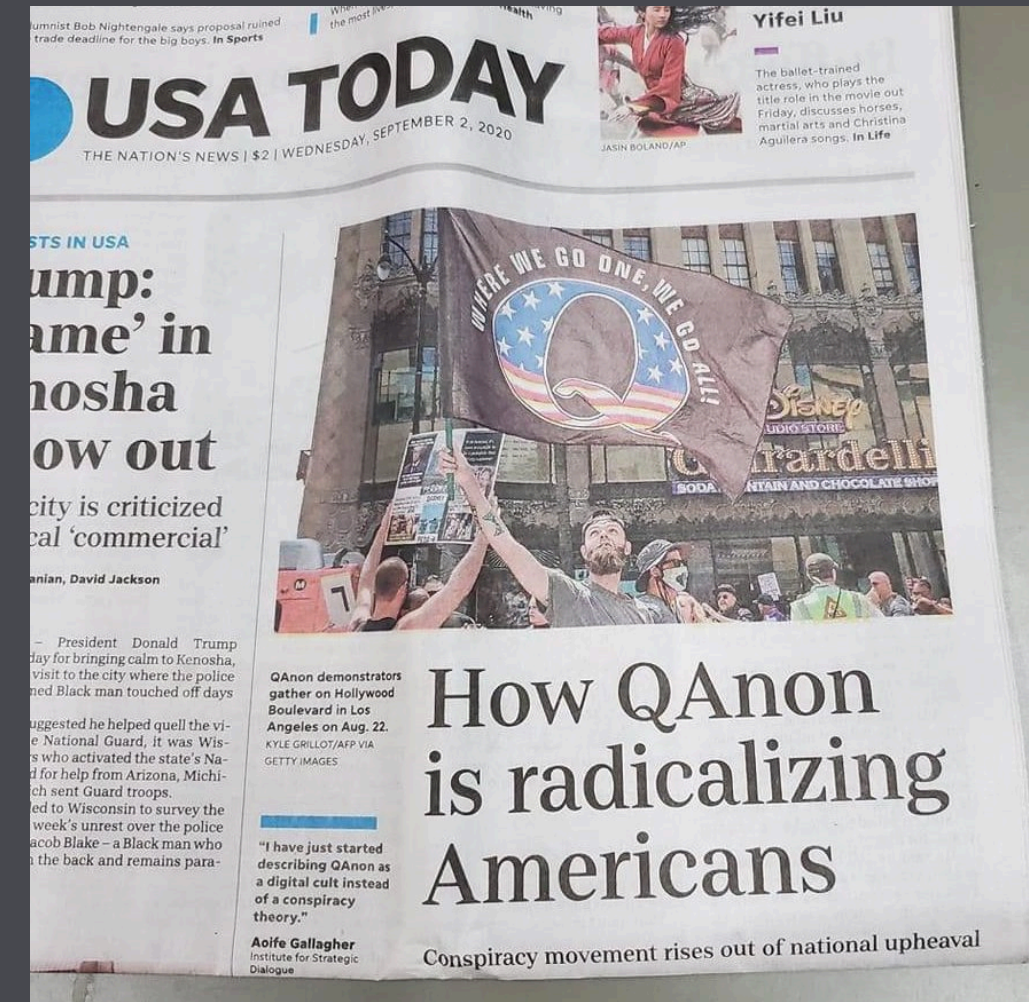 umnist Bob Nightengale says proposal ruined
trade deadline for the big boys. In Sports
the most
ealth
ving
Yifei Liu
The ballet-trained
actress, who plays the
title role in the movie out
Friday, discusses horses,
martial arts and Christina
Aguilera songs. In Life
JASIN BOLAND/AP
USA TODAY
THE NATION'S NEWS | $2 | WEDNESDAY, SEPTEMBER 2, 2020
STS IN USA
ump:
ame’ in
nosha
ow out
city is criticized
cal ‘commercial’
anian, David Jackson
– President Donald Trump
day for bringing calm to Kenosha,
visit to the city where the police
ned Black man touched off days
uggested he helped quell the vi-
e National Guard, it was Wis-
s who activated the state's Na-
d for help from Arizona, Michi-
ch sent Guard troops.
ed to Wisconsin to survey the
week's unrest over the police
acob Blake – a Black man who
the back and remains para-
WHERE WE GO ONE, WE GO ALL!
Q
DISNEY
UDIO STORE
rardelli
SODA NTAIN AND CHOCOLATE SHOP
M
7
QAnon demonstrators
gather on Hollywood
Boulevard in Los
Angeles on Aug. 22.
KYLE GRILLOT/AFP VIA
GETTY IMAGES
“I have just started
describing QAnon as
a digital cult instead
of a conspiracy
theory.”
Aoife Gallagher
Institute for Strategic
Dialogue
How QAnon
is radicalizing
Americans
Conspiracy movement rises out of national upheaval